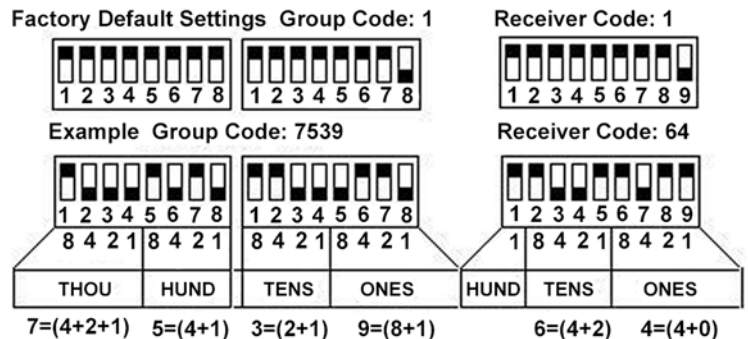 Factory Default Settings Group Code: 1 Receiver Code: 1
1 2 3 4 5 6 7 8 1 2 3 4 5 6 7 8 1 2 3 4 5 6 7 8 9
Example Group Code: 7539 Receiver Code: 64
1 2 3 4 5 6 7 8 1 2 3 4 5 6 7 8 1 2 3 4 5 6 7 8 9
8 4 2 1 8 4 2 1 8 4 2 1 8 4 2 1 1 8 4 2 1 8 4 2 1
THOU HUND TENS ONES HUND TENS ONES
7=(4+2+1) 5=(4+1) 3=(2+1) 9=(8+1) 6=(4+2) 4=(4+0)